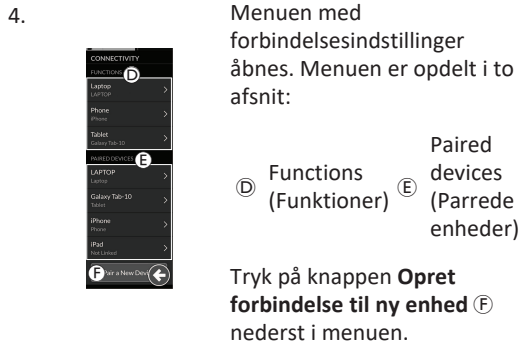 4.
CONNECTIVITY
FUNCTIONS
Ⓓ
Laptop
LAPTOP
Phone
iPhone
Tablet
Galaxy Tab-10
PAIRED DEVICES
Ⓔ
LAPTOP
Laptop
Galaxy Tab-10
Tablet
iPhone
Phone
iPad
Not Linked
Ⓕ Pair a New Devi
Menuen med
forbindelsesindstillinger
åbnes. Menuen er opdelt i to
afsnit:
Ⓓ Functions
(Funktioner)
Ⓔ Paired
devices
(Parrede
enheder)
Tryk på knappen Opret
forbindelse til ny enhed Ⓕ
nederst i menuen.